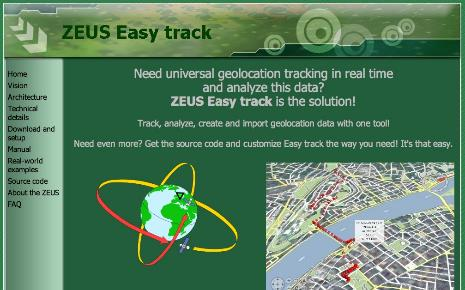 ZEUS Easy track
Home
Vision
Architecture
Technical
details
Download and
setup
Manual
Real-world
examples
Source code
About the ZEUS
FAQ
Need universal geolocation tracking in real time
and analyze this data?
ZEUS Easy track is the solution!
Track, analyze, create and import geolocation data with one tool!
Need even more? Get the source code and customize Easy track the way you need! It's that easy.